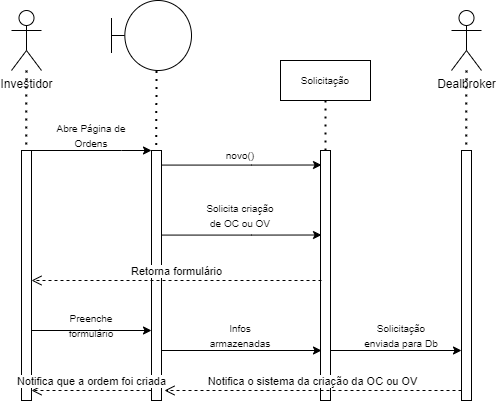 Investidor
Solicitação
Dealbroker
Abre Página de
Ordens
novo()
Solicita criação
de OC ou OV
Retorna formulário
Preenche
formulário
Infos
armazenadas
Solicitação
enviada para Db
Notifica que a ordem foi criada
Notifica o sistema da criação da OC ou OV